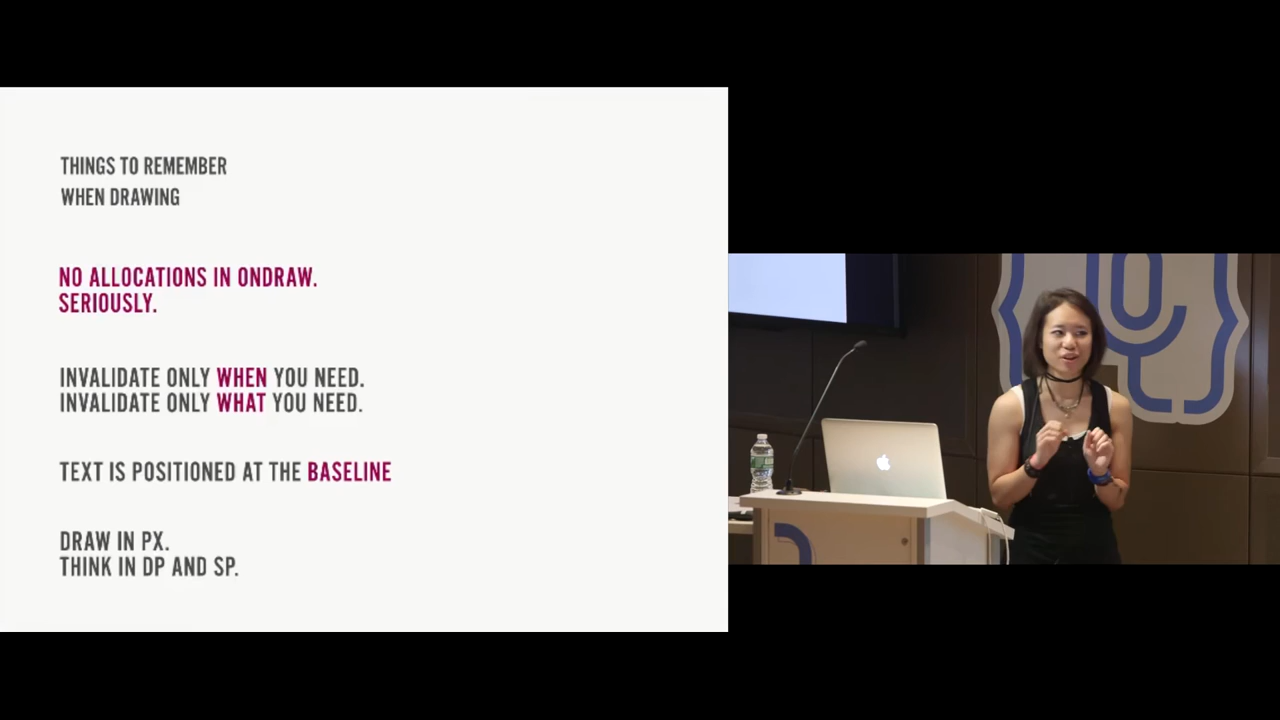 THINGS TO REMEMBER
WHEN DRAWING
NO ALLOCATIONS IN ONDRAW.
SERIOUSLY.
INVALIDATE ONLY WHEN YOU NEED.
INVALIDATE ONLY WHAT YOU NEED.
TEXT IS POSITIONED AT THE BASELINE
DRAW IN PX.
THINK IN DP AND SP.